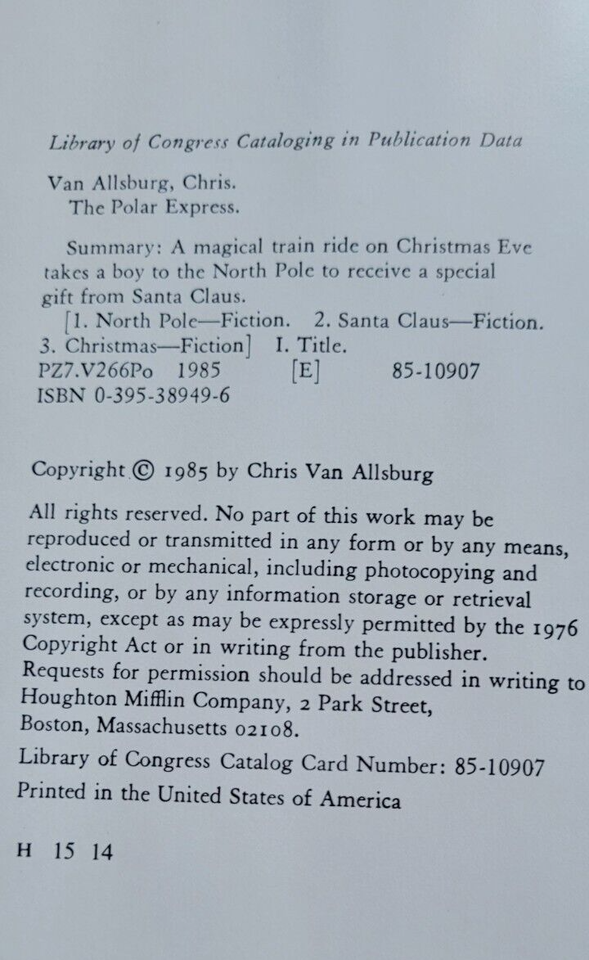 Library of Congress Cataloging in Publication Data
Van Allsburg, Chris.
The Polar Express.
Summary: A magical train ride on Christmas Eve
takes a boy to the North Pole to receive a special
gift from Santa Claus.
[1. North Pole—Fiction. 2. Santa Claus—Fiction.
3. Christmas—Fiction] I. Title.
PZ7.V266Po 1985 [E] 85-10907
ISBN 0-395-38949-6
Copyright © 1985 by Chris Van Allsburg
All rights reserved. No part of this work may be
reproduced or transmitted in any form or by any means,
electronic or mechanical, including photocopying and
recording, or by any information storage or retrieval
system, except as may be expressly permitted by the 1976
Copyright Act or in writing from the publisher.
Requests for permission should be addressed in writing to
Houghton Mifflin Company, 2 Park Street,
Boston, Massachusetts 02108.
Library of Congress Catalog Card Number: 85-10907
Printed in the United States of America
H 15 14